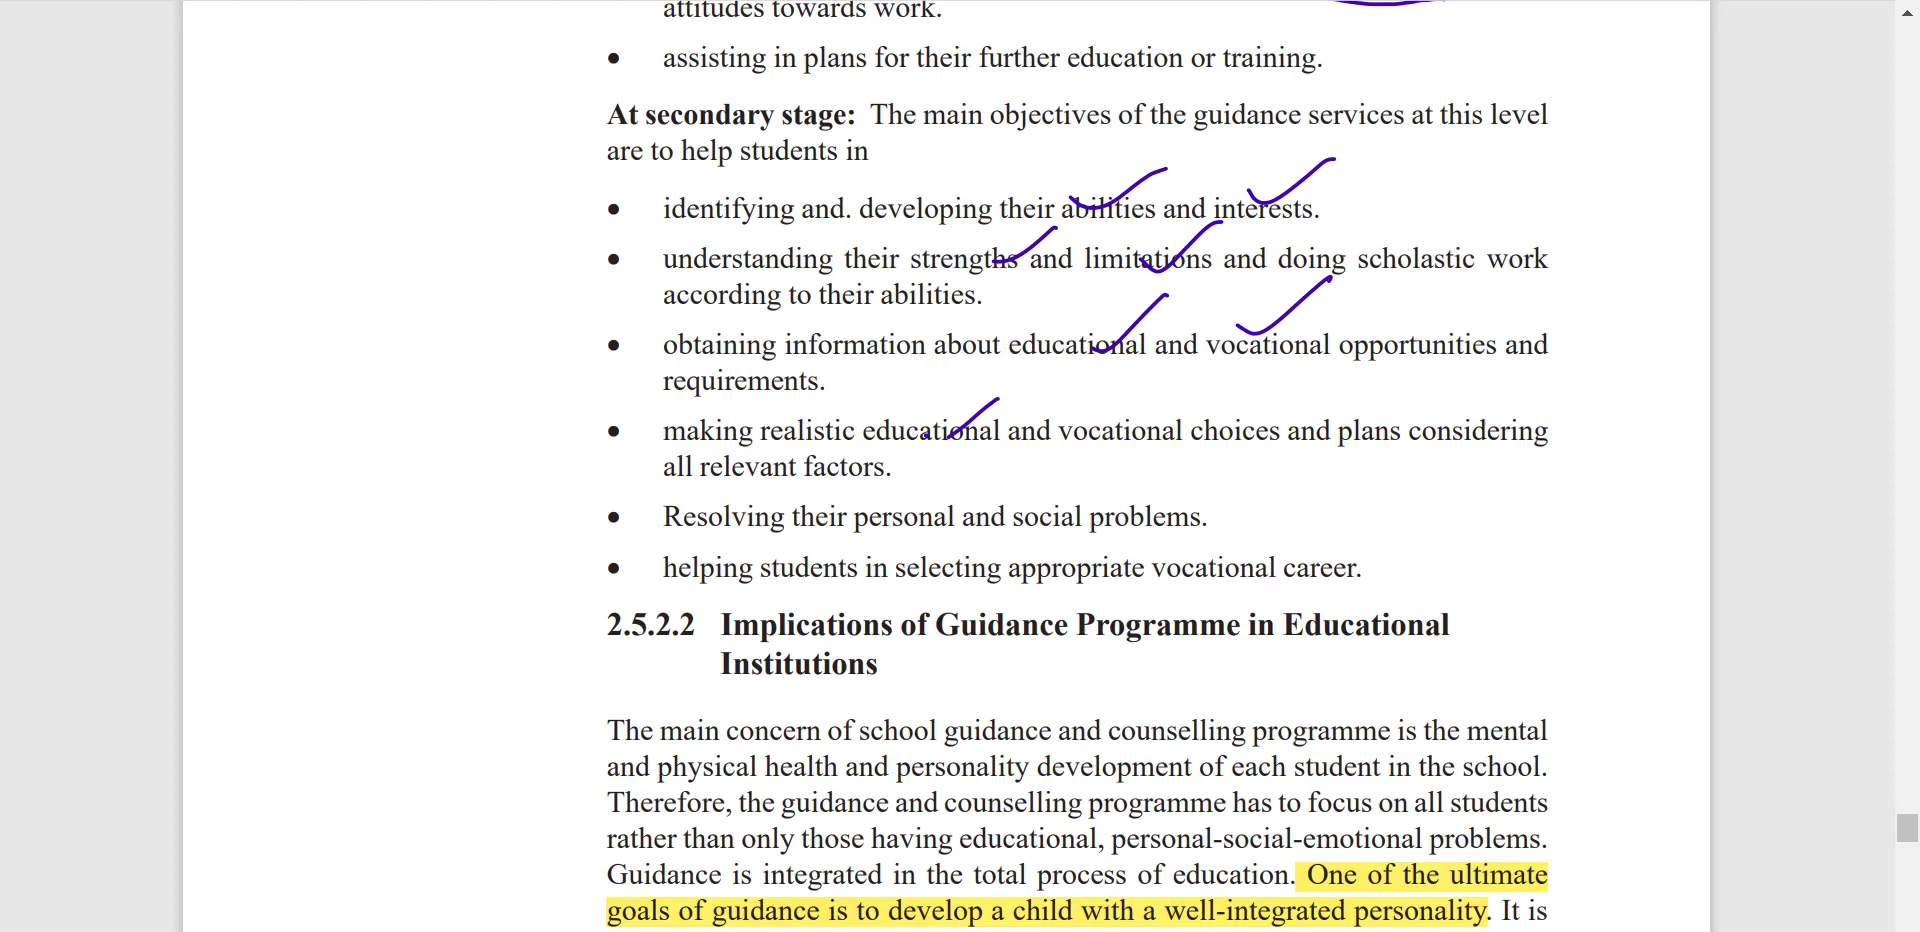 attitudes towards work.
• assisting in plans for their further education or training.
At secondary stage: The main objectives of the guidance services at this level
are to help students in
• identifying and. developing their abilities and interests.
• understanding their strengths and limitations and doing scholastic work
according to their abilities.
• obtaining information about educational and vocational opportunities and
requirements.
• making realistic educational and vocational choices and plans considering
all relevant factors.
• Resolving their personal and social problems.
• helping students in selecting appropriate vocational career.
2.5.2.2 Implications of Guidance Programme in Educational
Institutions
The main concern of school guidance and counselling programme is the mental
and physical health and personality development of each student in the school.
Therefore, the guidance and counselling programme has to focus on all students
rather than only those having educational, personal-social-emotional problems.
Guidance is integrated in the total process of education. One of the ultimate
goals of guidance is to develop a child with a well-integrated personality. It is